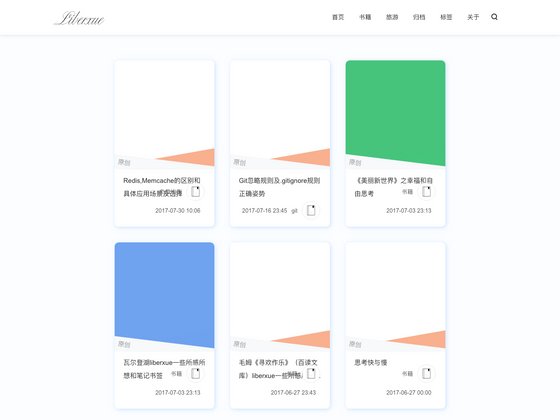 Liberxue
首页 书籍 旅游 归档 标签 关于
原创
Redis,Memcache的区别和
具体应用场景及选择
2017-07-30 10:06
原创
Git忽略规则及.gitignore规则
正确姿势
2017-07-16 23:45 git
原创
《美丽新世界》之幸福和自
由思考
书籍
2017-07-03 23:13
原创
瓦尔登湖liberxue一些所感所
想和笔记书签
书籍
2017-07-03 23:13
原创
毛姆《寻欢作乐》（百读文
库）liberxue一些所感
书籍
2017-06-27 23:43
原创
思考快与慢
书籍
2017-06-27 00:00